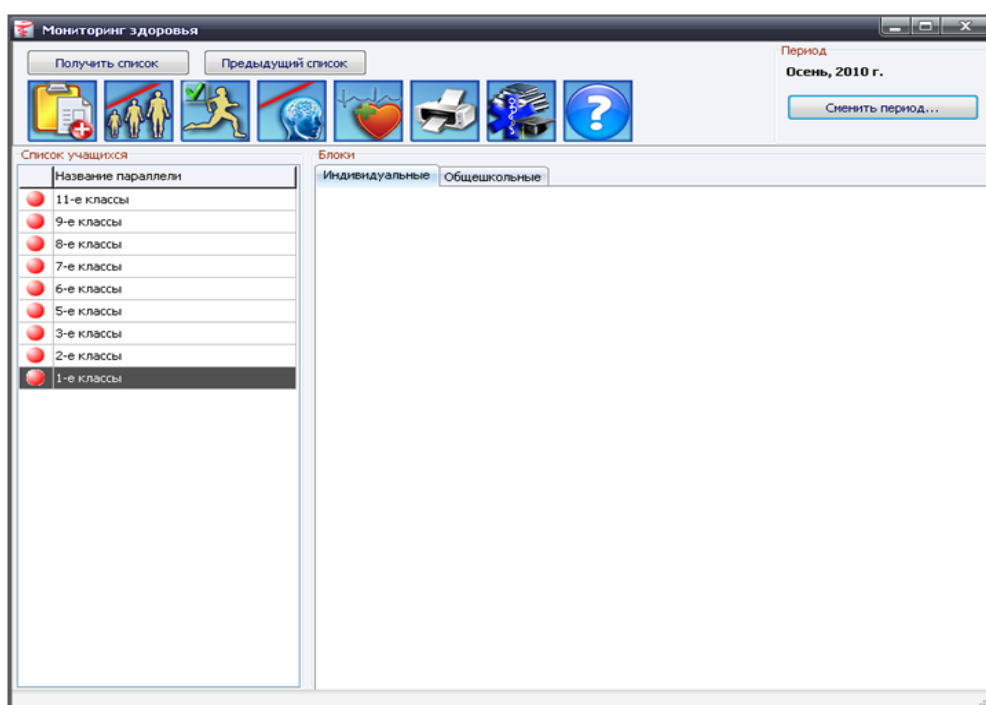 Мониторинг здоровья
Получить список
Предыдущий список
Период
Осень, 2010 г.
Сменить период...
Список учащихся
Название параллели
11-е классы
9-е классы
8-е классы
7-е классы
6-е классы
5-е классы
3-е классы
2-е классы
1-е классы
Блоки
Индивидуальные
Общешкольные